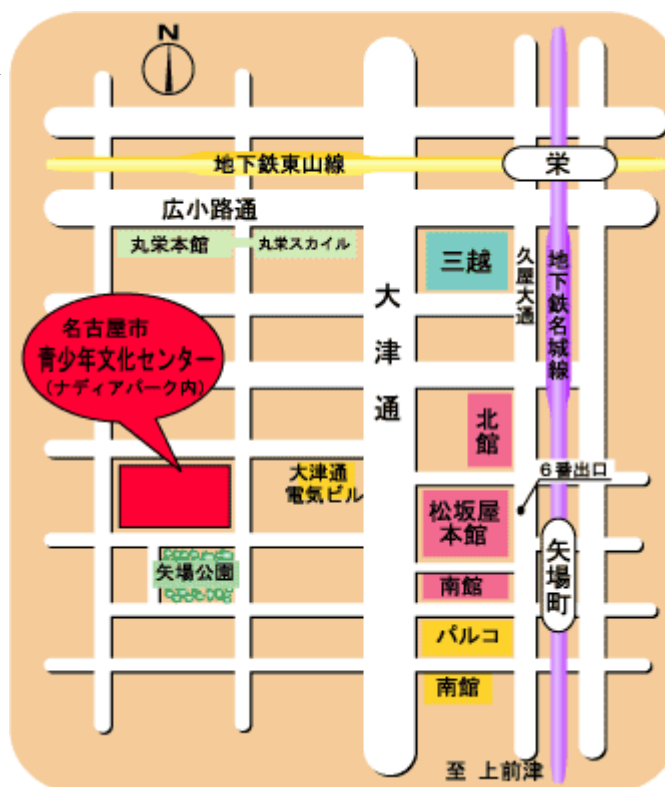 N
地下鉄東山線
栄
広小路通
丸栄本館
丸栄スカイル
三越
久屋大通
地下鉄名城線
大津通
名古屋市
青少年文化センター
(ナディアパーク内)
北館
6番出口
大津通
電気ビル
松坂屋
本館
矢場町
矢場公園
南館
パルコ
南館
至 上前津